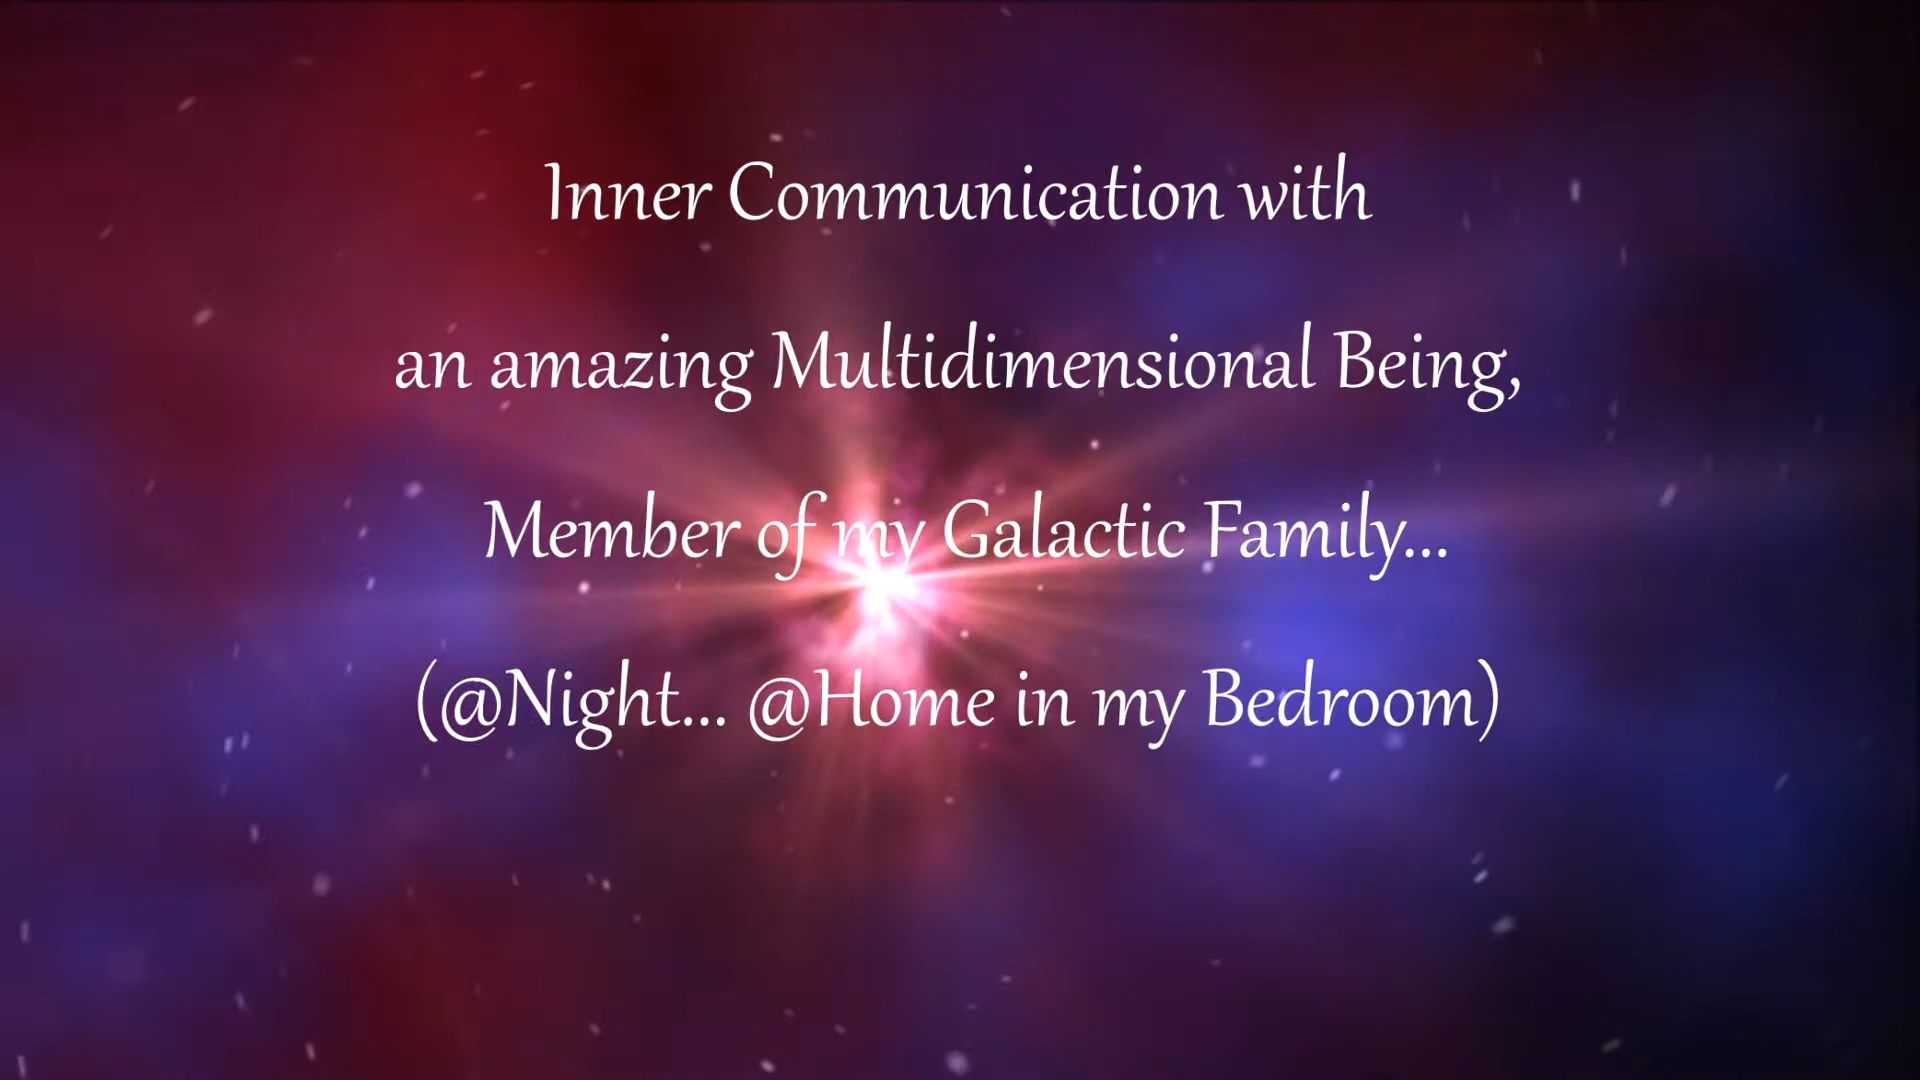 Inner Communication with
an amazing Multidimensional Being,
Member of my Galactic Family...
(@Night... @Home in my Bedroom)